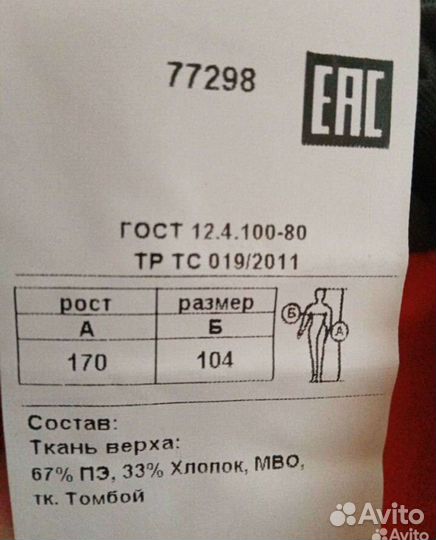 77298
EAC
ГОСТ 12.4.100-80
ТР ТС 019/2011
рост размер
А Б
170 104
Б
А
Состав:
Ткань верха:
67% ПЭ, 33% Хлопок, МВО,
тк. Томбой
Avito
Avito